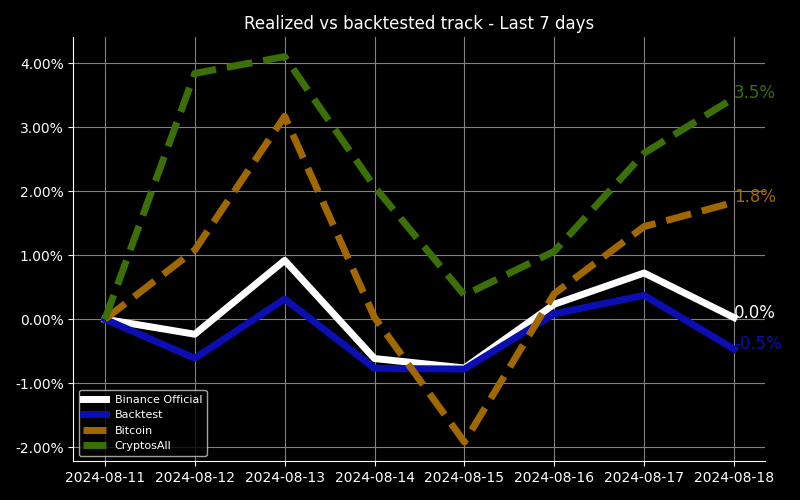 Realized vs backtested track - Last 7 days
4.00%
3.00%
2.00%
1.00%
0.00%
-1.00%
-2.00%
3.5%
1.8%
0.0%
-0.5%
Binance Official
Backtest
Bitcoin
CryptosAll
2024-08-11 2024-08-12 2024-08-13 2024-08-14 2024-08-15 2024-08-16 2024-08-17 2024-08-18